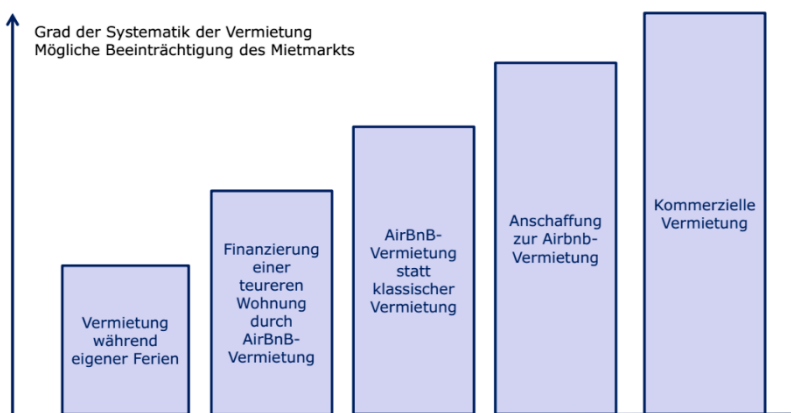 Grad der Systematik der Vermietung
Mögliche Beeinträchtigung des Mietmarkts
Vermietung
während
eigener Ferien
Finanzierung
einer
teureren
Wohnung
durch
AirBnB-
Vermietung
AirBnB-
Vermietung
statt
klassischer
Vermietung
Anschaffung
zur Airbnb-
Vermietung
Kommerzielle
Vermietung